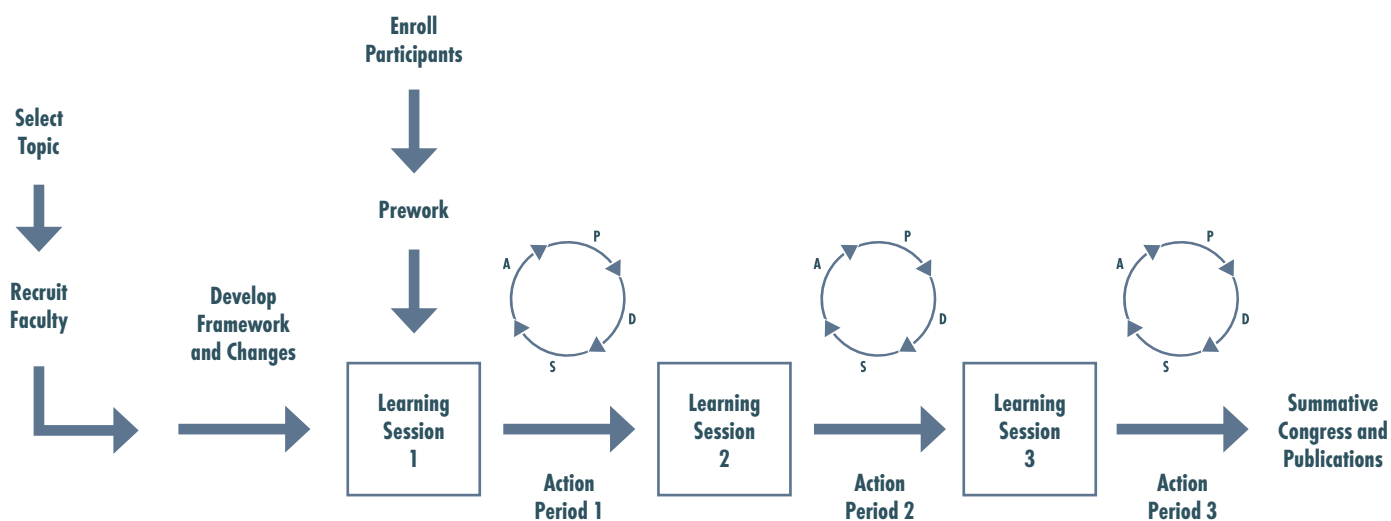 Enroll
Participants
Select
Topic
Prework
Recruit
Faculty
Develop
Framework
and Changes
P
A
D
S
P
A
D
S
P
A
D
S
Learning
Session
1
Learning
Session
2
Learning
Session
3
Summative
Congress and
Publications
Action
Period 1
Action
Period 2
Action
Period 3